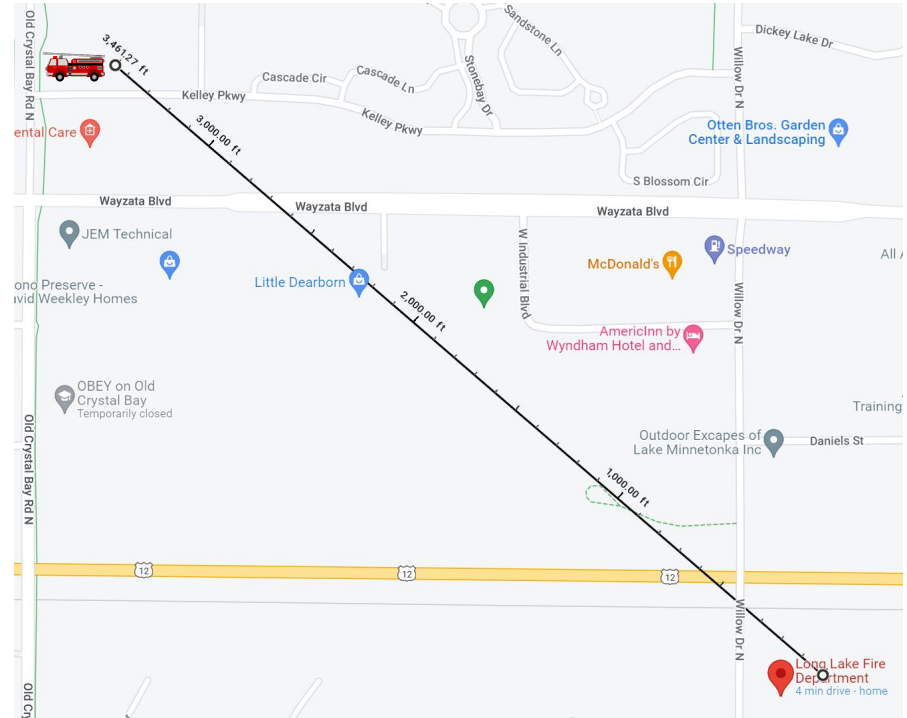 Old Crystal Bay Rd N
3,461.27 ft
Sandstone Ln
Dickey Lake Dr
Willow Dr N
Stonebay Dr
Cascade Cir
Cascade Ln
Kelley Pkwy
Kelley Pkwy
3,000.00 ft
ental Care
Otten Bros. Garden
Center & Landscaping
S Blossom Cir
Wayzata Blvd
Wayzata Blvd
Wayzata Blvd
JEM Technical
W Industrial Blvd
Speedway
McDonald's
All
ono Preserve -
avid Weekley Homes
Little Dearborn
2,000.00 ft
Willow Dr N
AmericInn by
Wyndham Hotel and...
OBEY on Old
Crystal Bay
Temporarily closed
Training
Old Crystal Bay Rd N
Outdoor Excapes of
Lake Minnetonka Inc
Daniels St
1,000.00 ft
12
12
12
Willow Dr N
Long Lake Fire
Department
4 min drive - home
Old Cry